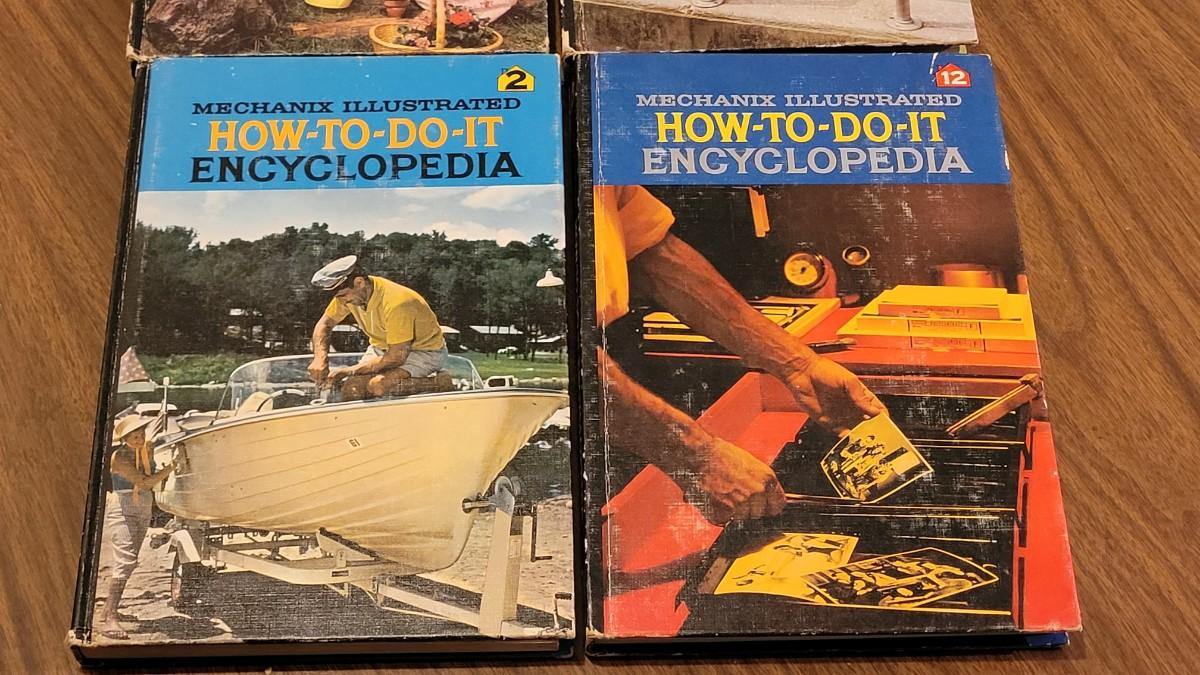 2
MECHANIX ILLUSTRATED
HOW-TO-DO-IT
ENCYCLOPEDIA
12
MECHANIX ILLUSTRATED
HOW-TO-DO-IT
ENCYCLOPEDIA